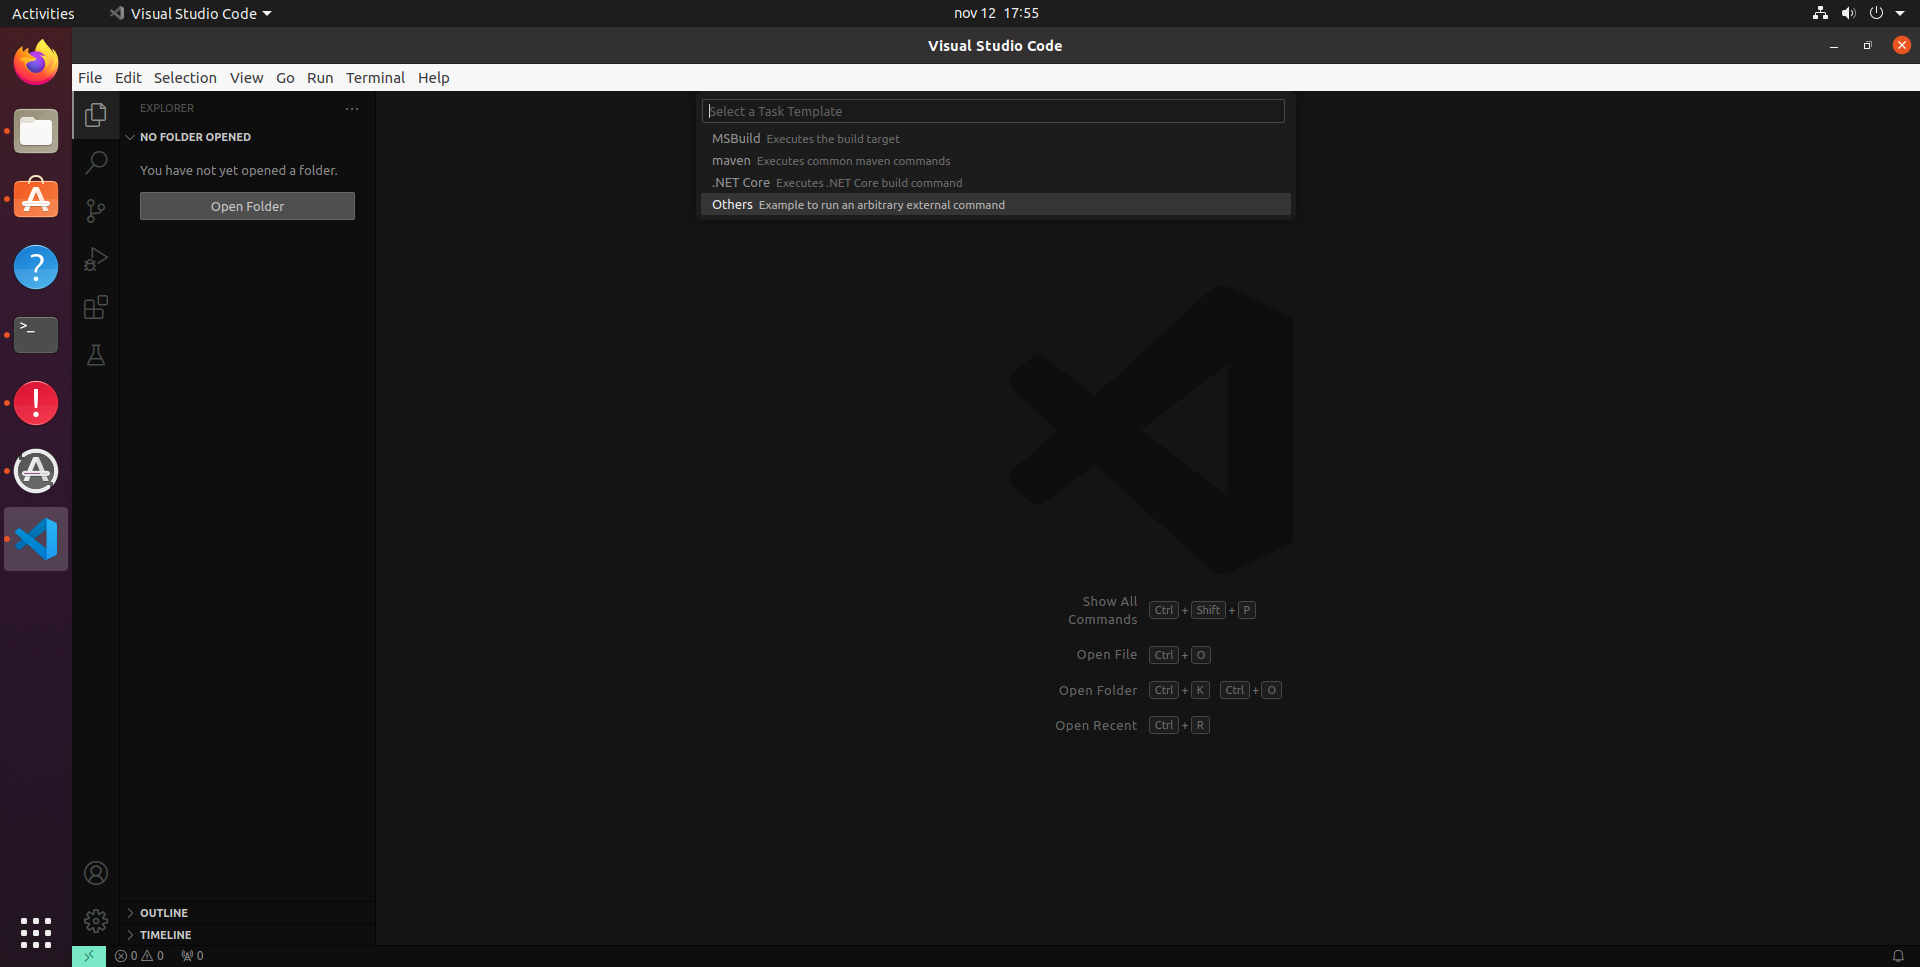 Activities
Visual Studio Code
nov 12 17:55
Visual Studio Code
File Edit Selection View Go Run Terminal Help
EXPLORER
NO FOLDER OPENED
You have not yet opened a folder.
Open Folder
Select a Task Template
MSBuild Executes the build target
maven Executes common maven commands
.NET Core Executes .NET Core build command
Others Example to run an arbitrary external command
Show All
Commands
Ctrl + Shift + P
Open File Ctrl + O
Open Folder Ctrl + K Ctrl + O
Open Recent Ctrl + R
OUTLINE
TIMELINE
0 0 0